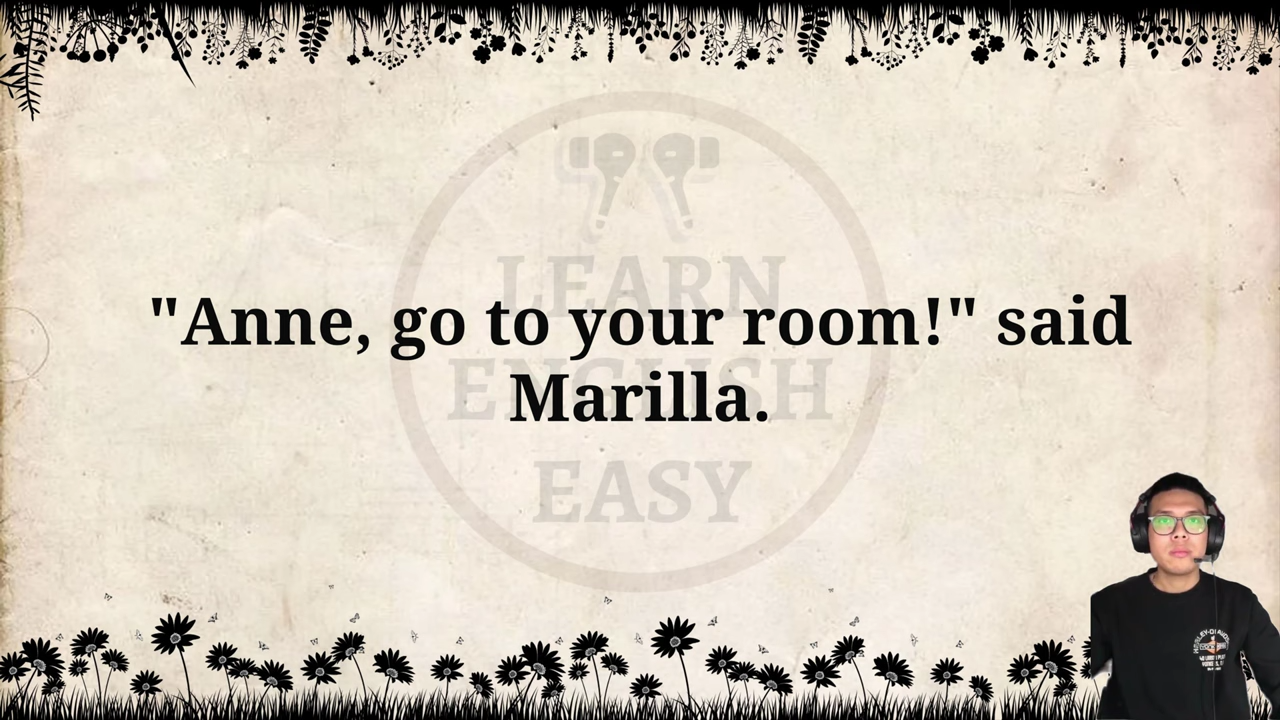 "Anne, go to your room!" said
Marilla.
LEARN
ENGLISH
EASY